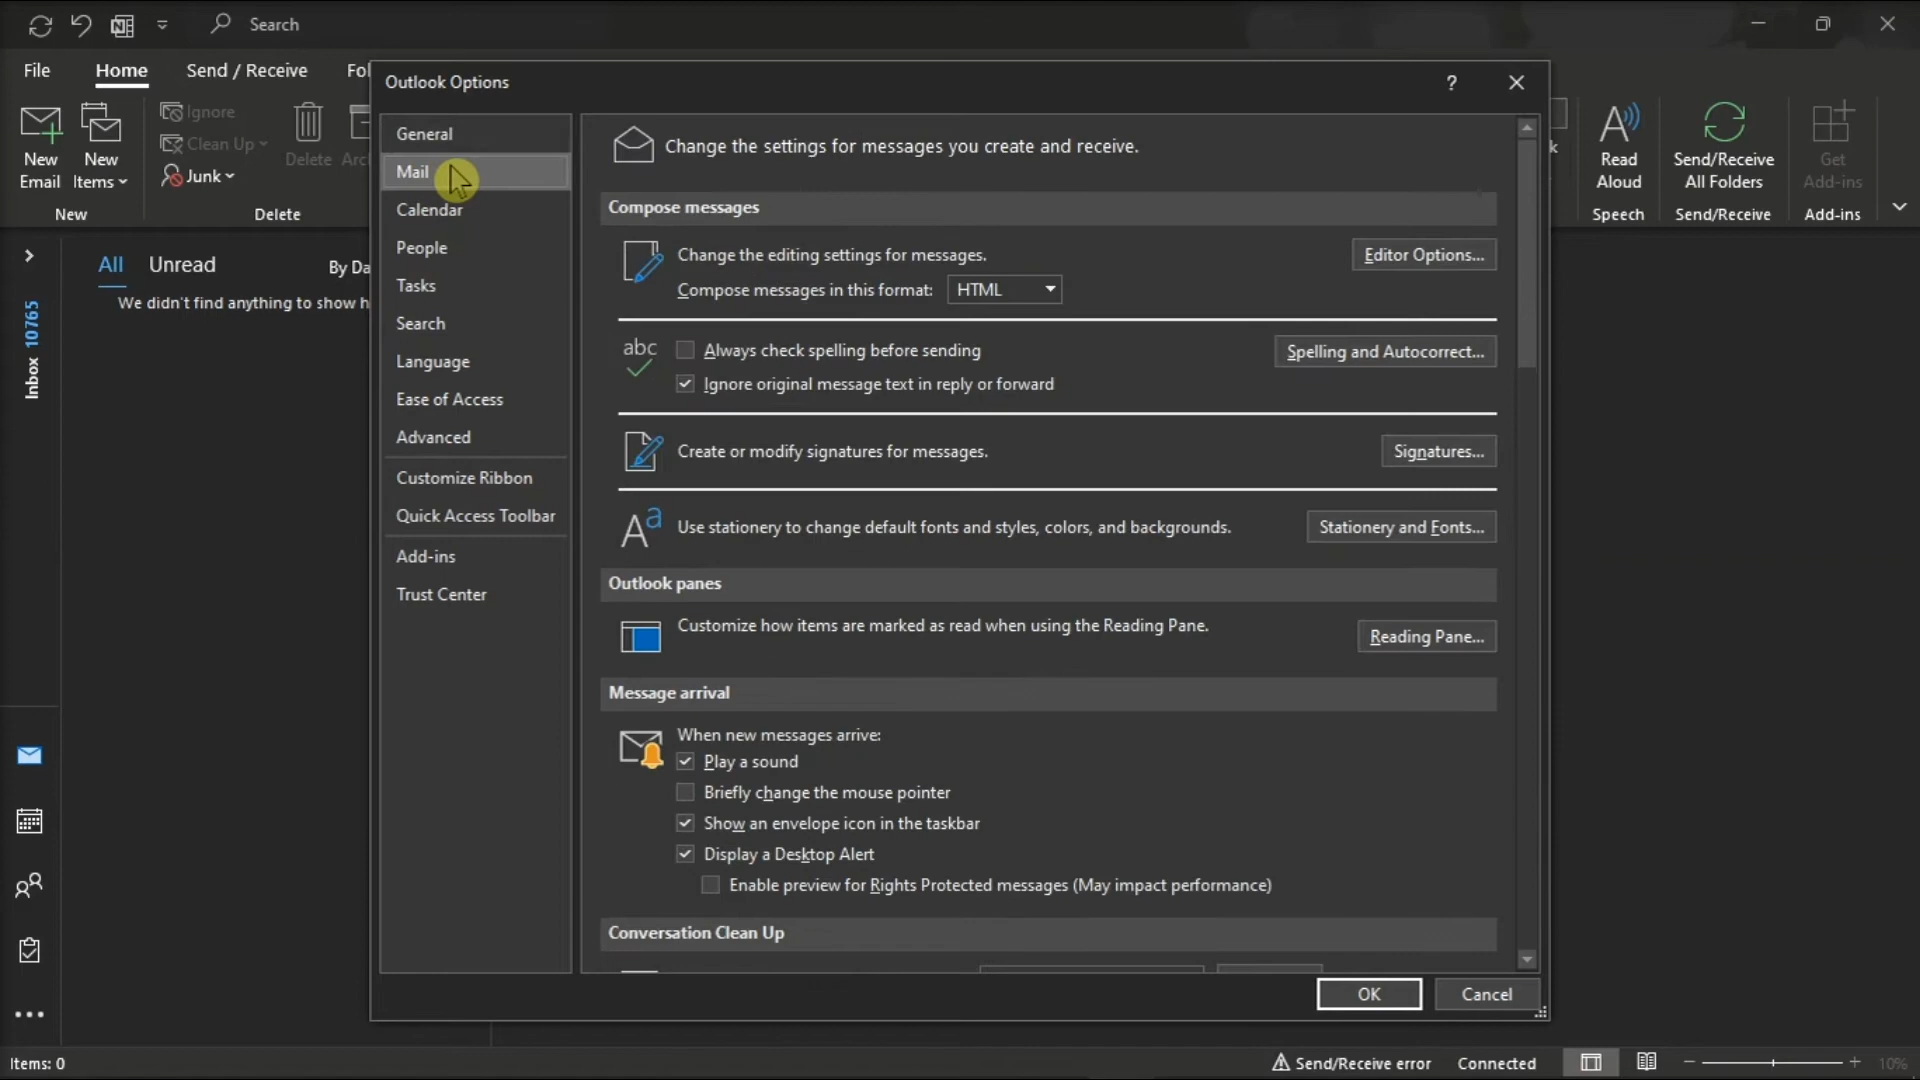 Search
File
Home
Send / Receive
Fol
New Email
New Items
Ignore
Clean Up
Junk
Delete
Arc
New
Delete
k
Read Aloud
Send/Receive All Folders
Get Add-ins
Speech
Send/Receive
Add-ins
Inbox 10765
All
Unread
By Da
We didn't find anything to show h
Outlook Options
?
General
Mail
Calendar
People
Tasks
Search
Language
Ease of Access
Advanced
Customize Ribbon
Quick Access Toolbar
Add-ins
Trust Center
Change the settings for messages you create and receive.
Compose messages
Change the editing settings for messages.
Editor Options...
Compose messages in this format:
HTML
abc
Always check spelling before sending
Spelling and Autocorrect...
Ignore original message text in reply or forward
Create or modify signatures for messages.
Signatures...
Use stationery to change default fonts and styles, colors, and backgrounds.
Stationery and Fonts...
Outlook panes
Customize how items are marked as read when using the Reading Pane.
Reading Pane...
Message arrival
When new messages arrive:
Play a sound
Briefly change the mouse pointer
Show an envelope icon in the taskbar
Display a Desktop Alert
Enable preview for Rights Protected messages (May impact performance)
Conversation Clean Up
OK
Cancel
Items: 0
Send/Receive error
Connected
10%